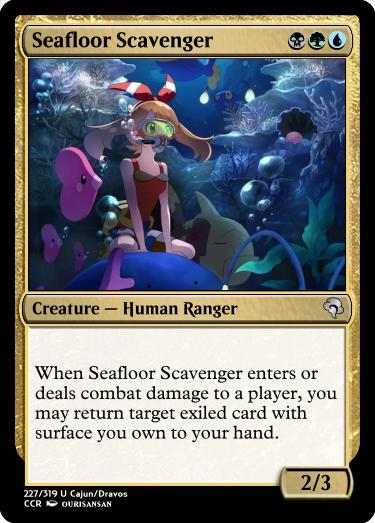 Seafloor Scavenger
Creature — Human Ranger
When Seafloor Scavenger enters or
deals combat damage to a player, you
may return target exiled card with
surface you own to your hand.
2/3
227/319 U Cajun/Dravos
CCR OURISANSAN